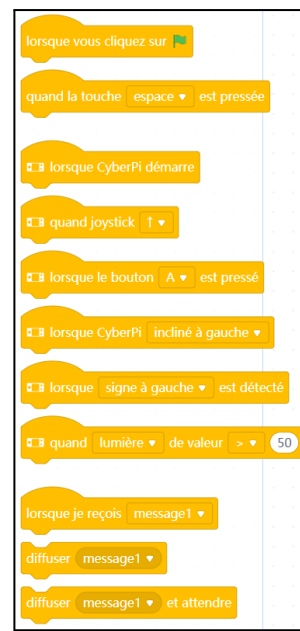 lorsque vous cliquez sur
quand la touche espace est pressée
lorsque CyberPi démarre
quand joystick ↑
lorsque le bouton A est pressé
lorsque CyberPi incliné à gauche
lorsque signe à gauche est détecté
quand lumière de valeur > 50
lorsque je reçois message1
diffuser message1
diffuser message1 et attendre